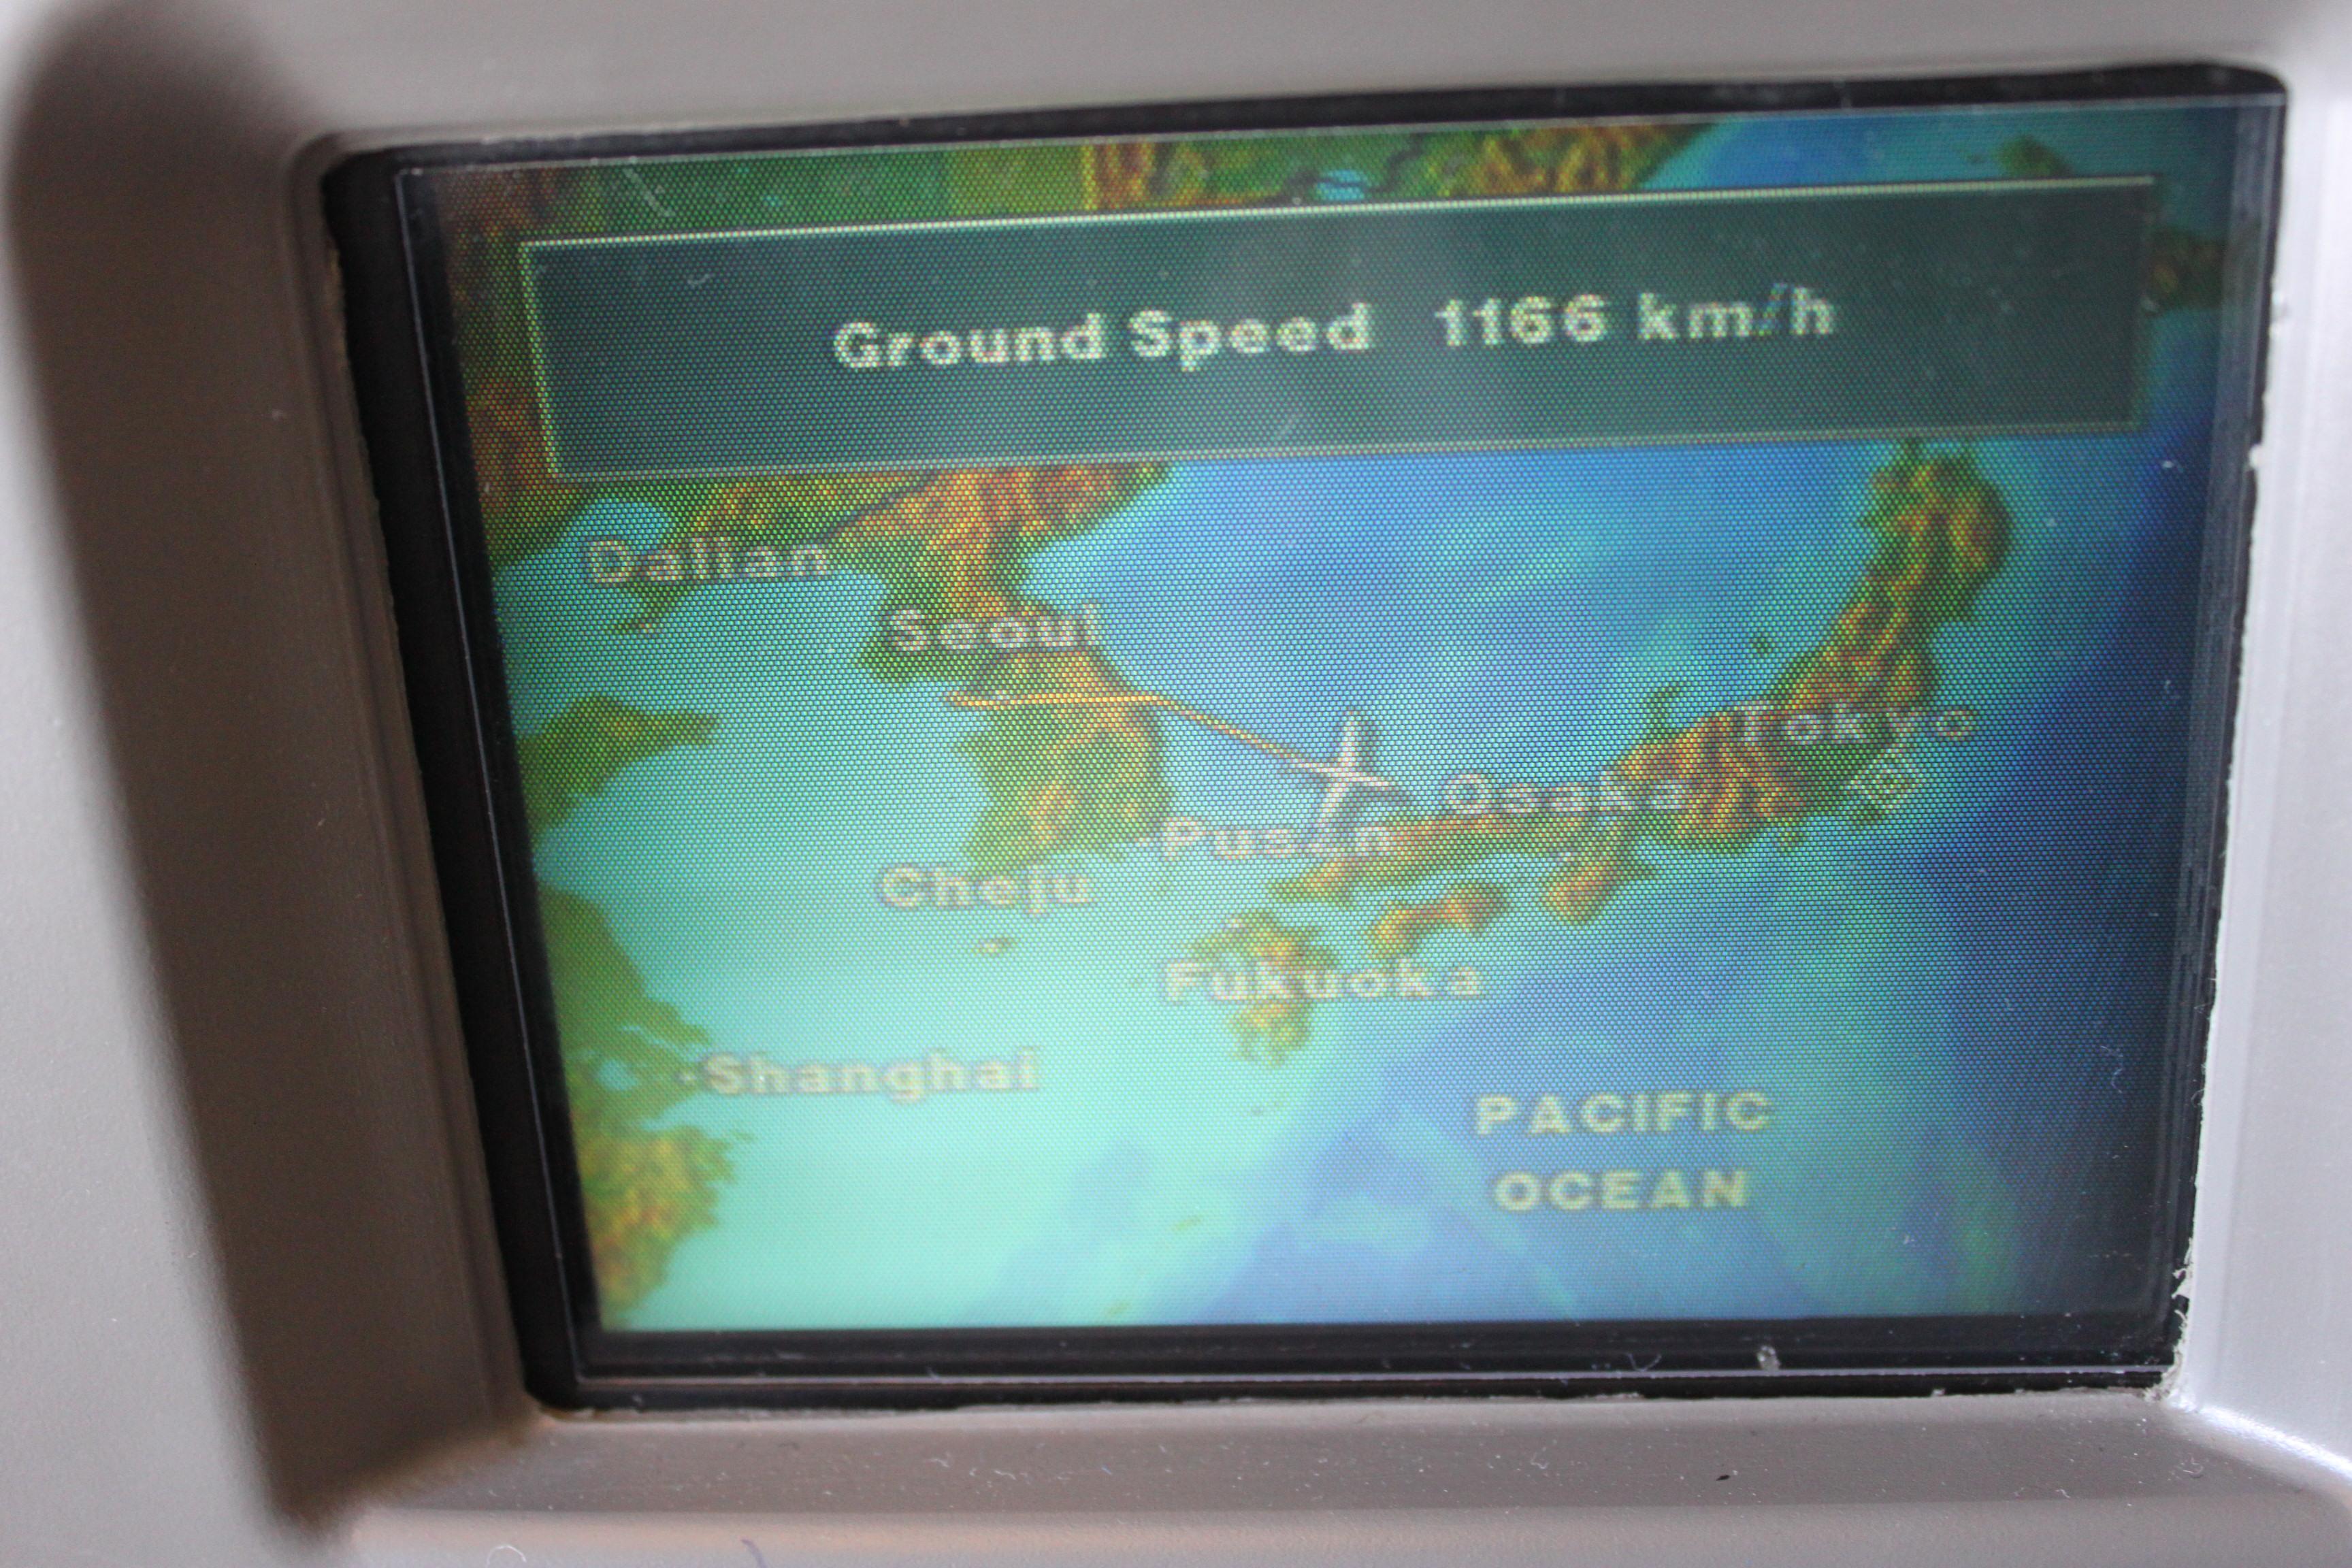 Ground Speed 1166 km/h
Dalian
Seoul
Tokyo
Osaka
Pusan
Cheju
Fukuoka
Shanghai
PACIFIC
OCEAN